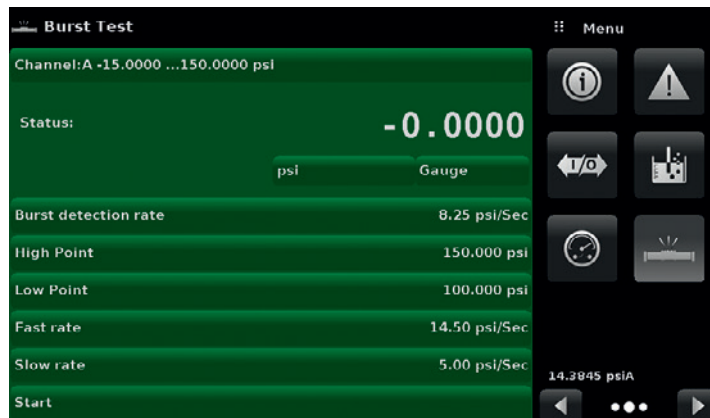 Burst Test
Menu
Channel:A -15.0000 ...150.0000 psi
Status:
-0.0000
psi Gauge
I/O
Burst detection rate 8.25 psi/Sec
High Point 150.000 psi
Low Point 100.000 psi
Fast rate 14.50 psi/Sec
Slow rate 5.00 psi/Sec
14.3845 psiA
Start